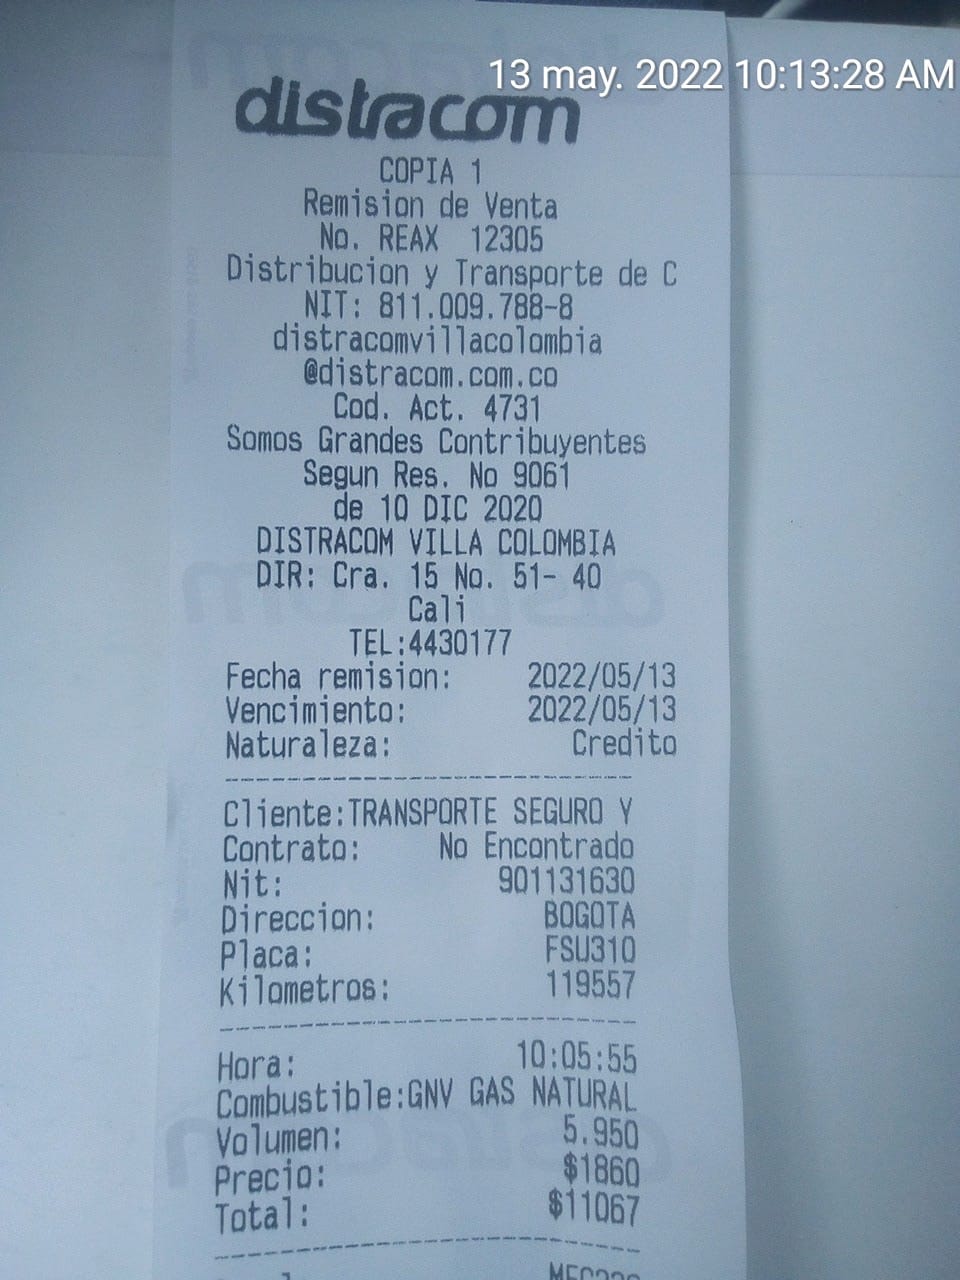 13 may. 2022 10:13:28 AM
distracom
COPIA 1
Remision de Venta
No. REAX 12305
Distribucion y Transporte de C
NIT: 811.009.788-8
distracomvillacolombia
@distracom.com.co
Cod. Act. 4731
Somos Grandes Contribuyentes
Segun Res. No 9061
de 10 DIC 2020
DISTRACOM VILLA COLOMBIA
DIR: Cra. 15 No. 51- 40
Cali
TEL:4430177
Fecha remision: 2022/05/13
Vencimiento: 2022/05/13
Naturaleza: Credito
Cliente:TRANSPORTE SEGURO Y
Contrato: No Encontrado
Nit: 901131630
Direccion: BOGOTA
Placa: FSU310
Kilometros: 119557
Hora: 10:05:55
Combustible:GNV GAS NATURAL
Volumen: 5.950
Precio: $1860
Total: $11067